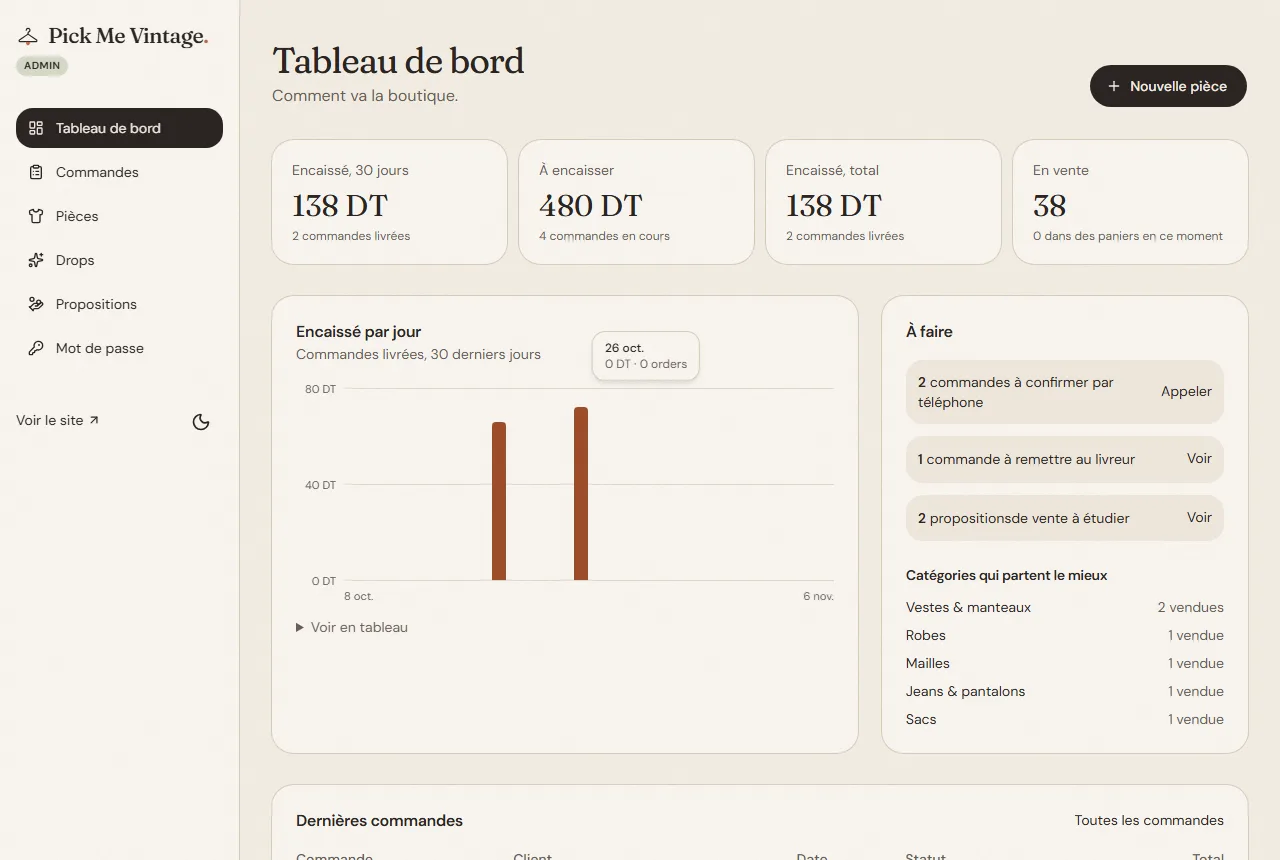 Pick Me Vintage.
ADMIN
Tableau de bord
Commandes
Pièces
Drops
Propositions
Mot de passe
Voir le site ↗
Tableau de bord
Comment va la boutique.
+ Nouvelle pièce
Encaissé, 30 jours
138 DT
2 commandes livrées
À encaisser
480 DT
4 commandes en cours
Encaissé, total
138 DT
2 commandes livrées
En vente
38
0 dans des paniers en ce moment
Encaissé par jour
Commandes livrées, 30 derniers jours
26 oct.
0 DT · 0 orders
80 DT
40 DT
0 DT
8 oct.
6 nov.
Voir en tableau
À faire
2 commandes à confirmer par
téléphone
Appeler
1 commande à remettre au livreur
Voir
2 propositionsde vente à étudier
Voir
Catégories qui partent le mieux
Vestes & manteaux 2 vendues
Robes 1 vendue
Mailles 1 vendue
Jeans & pantalons 1 vendue
Sacs 1 vendue
Dernières commandes
Toutes les commandes
Commande Client Date Statut Total